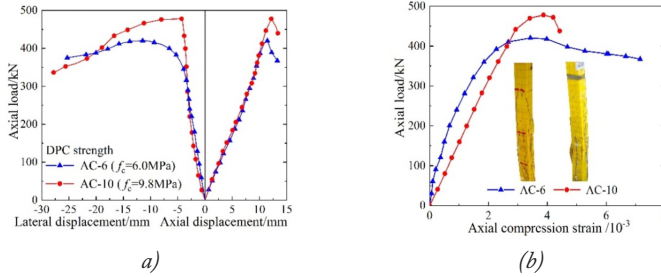 Axial load/kN
500
400
300
200
100
0
DPC strength
AC-6 (fc=6.0MPa)
AC-10 (fc=9.8MPa)
-30 -25 -20 -15 -10 -5 0 5 10 15
Lateral displacement/mm Axial displacement/mm
a)
Axial load/kN
500
400
300
200
100
0
AC-6 AC-10
0 2 4 6 8
Axial compression strain /10-3
(b)